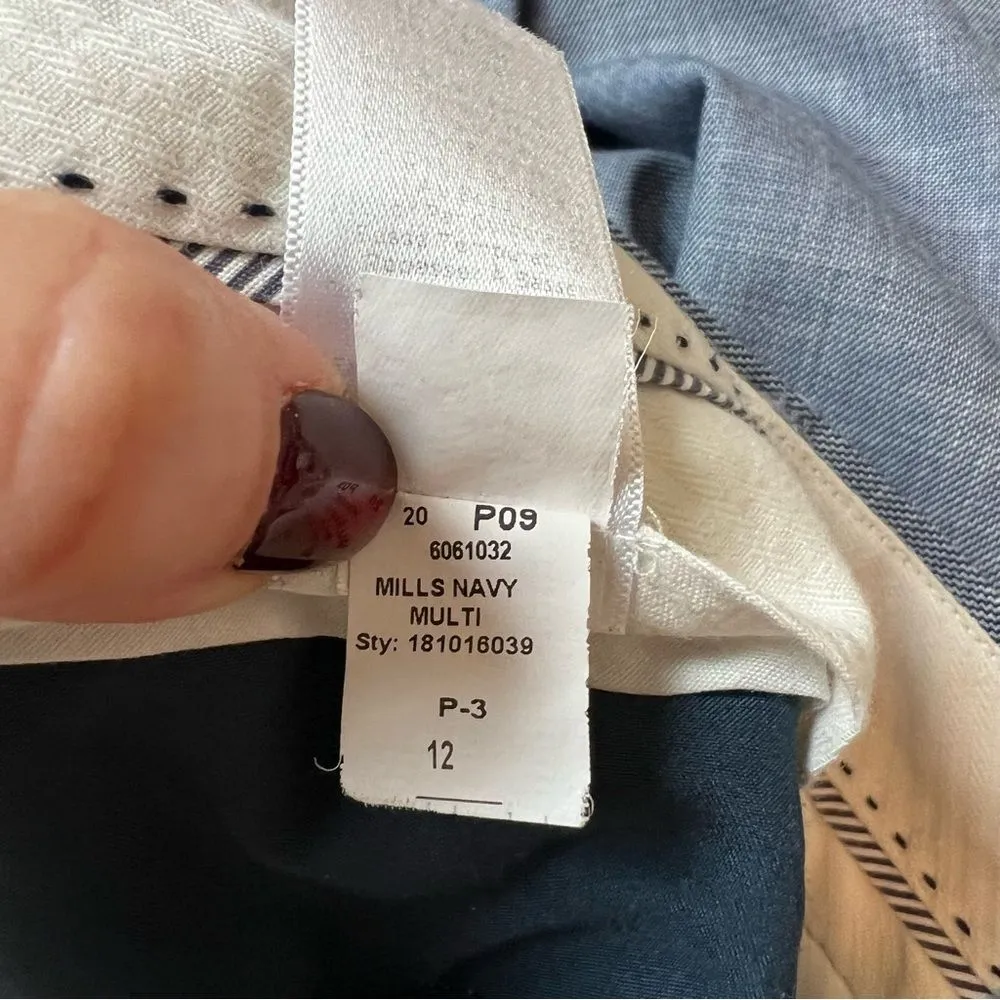 20 P09
6061032
MILLS NAVY
MULTI
Sty: 181016039
P-3
12